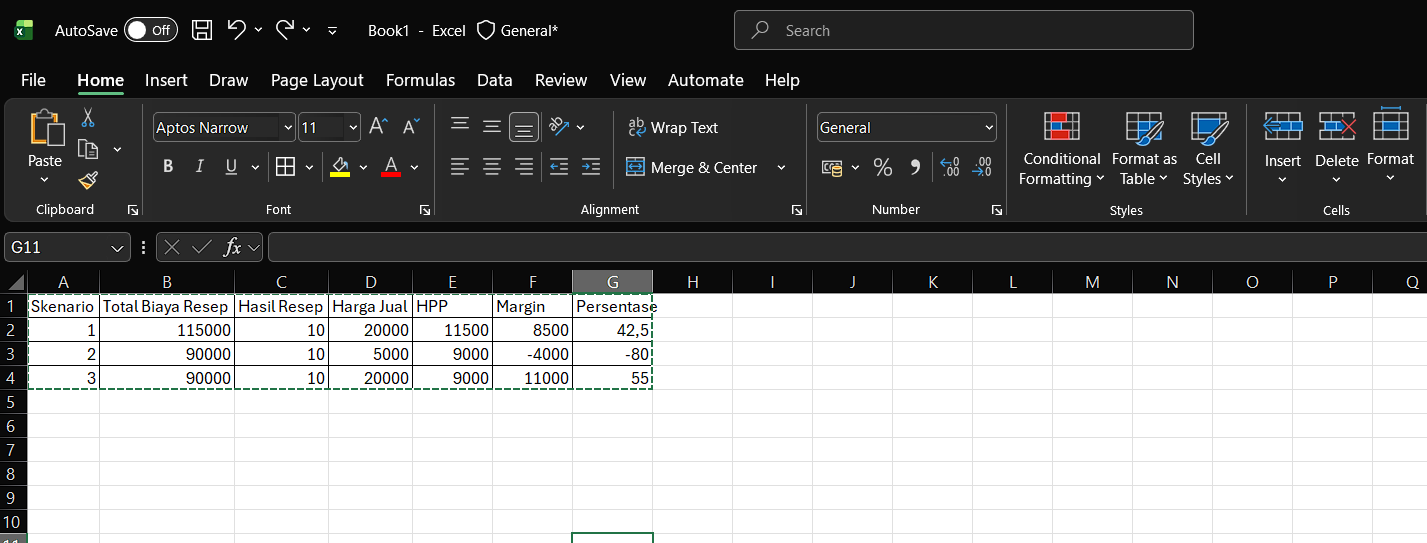 AutoSave Off Book1 - Excel General* Search
File Home Insert Draw Page Layout Formulas Data Review View Automate Help
Paste
Clipboard
Aptos Narrow 11
B I U A
Font
Wrap Text
Merge & Center
Alignment
General
% ,
Number
Conditional Formatting
Format as Table
Cell Styles
Styles
Insert Delete Format
Cells
G11 fx
A B C D E F G H I J K L M N O P Q
1 Skenario Total Biaya Resep Hasil Resep Harga Jual HPP Margin Persentase
2 1 115000 10 20000 11500 8500 42,5
3 2 90000 10 5000 9000 -4000 -80
4 3 90000 10 20000 9000 11000 55
5
6
7
8
9
10
11